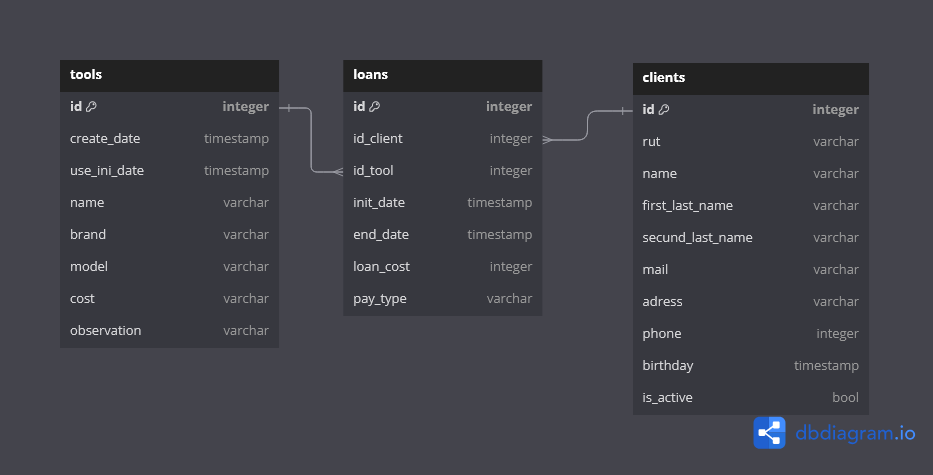 tools
id integer
create_date timestamp
use_ini_date timestamp
name varchar
brand varchar
model varchar
cost varchar
observation varchar
loans
id integer
id_client integer
id_tool integer
init_date timestamp
end_date timestamp
loan_cost integer
pay_type varchar
clients
id integer
rut varchar
name varchar
first_last_name varchar
secund_last_name varchar
mail varchar
adress varchar
phone integer
birthday timestamp
is_active bool
dbdiagram.io